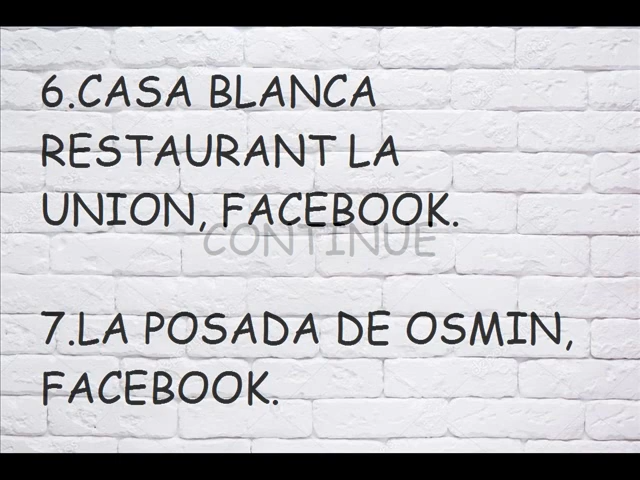 6.CASA BLANCA
RESTAURANT LA
UNION, FACEBOOK.
CONTINUE
7.LA POSADA DE OSMIN,
FACEBOOK.